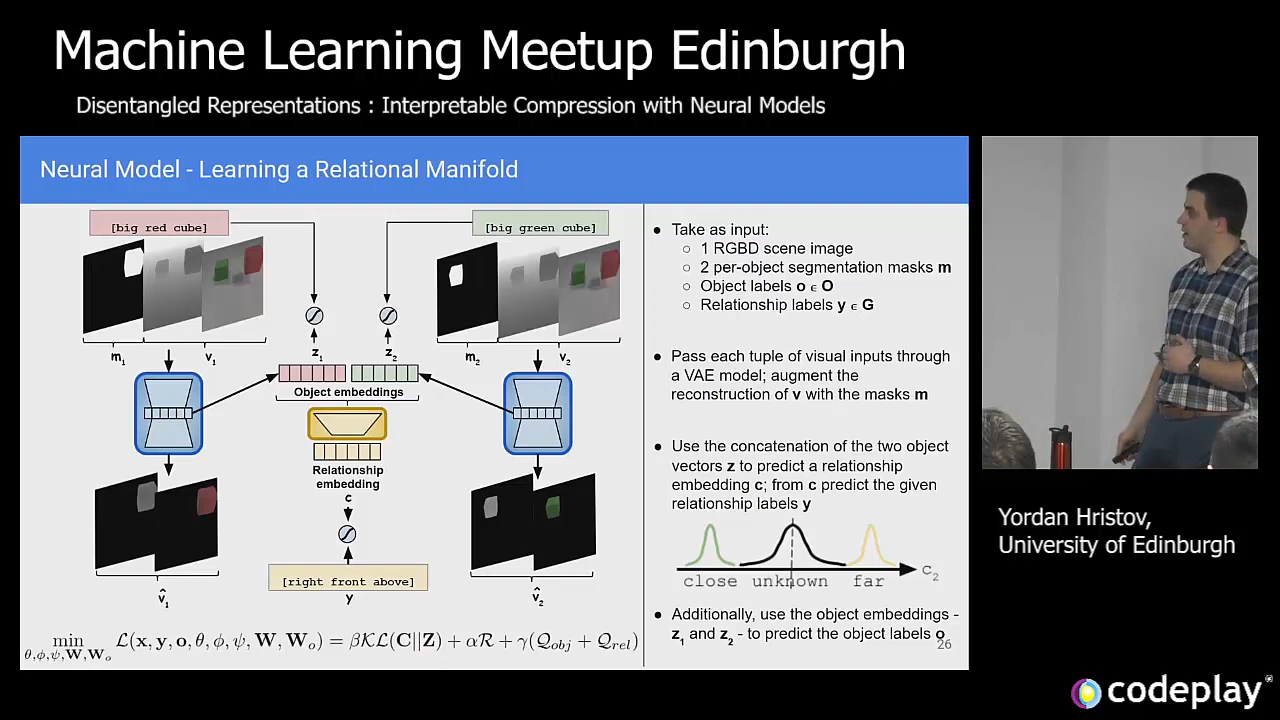 Machine Learning Meetup Edinburgh
Disentangled Representations : Interpretable Compression with Neural Models
Neural Model - Learning a Relational Manifold
[big red cube]
[big green cube]
m1
v1
z1
z2
m2
v2
Object embeddings
Relationship
embedding
c
[right front above]
y
v̂1
v̂2
min θ,ϕ,ψ,W,Wo L(x, y, o, θ, ϕ, ψ, W, Wo) = βKL(C||Z) + αR + γ(Qobj + Qrel)
● Take as input:
○ 1 RGBD scene image
○ 2 per-object segmentation masks m
○ Object labels o ϵ O
○ Relationship labels y ϵ G
● Pass each tuple of visual inputs through
a VAE model; augment the
reconstruction of v with the masks m
● Use the concatenation of the two object
vectors z to predict a relationship
embedding c; from c predict the given
relationship labels y
close unknown far c2
● Additionally, use the object embeddings -
z1 and z2 - to predict the object labels o
26
Yordan Hristov,
University of Edinburgh
codeplay®